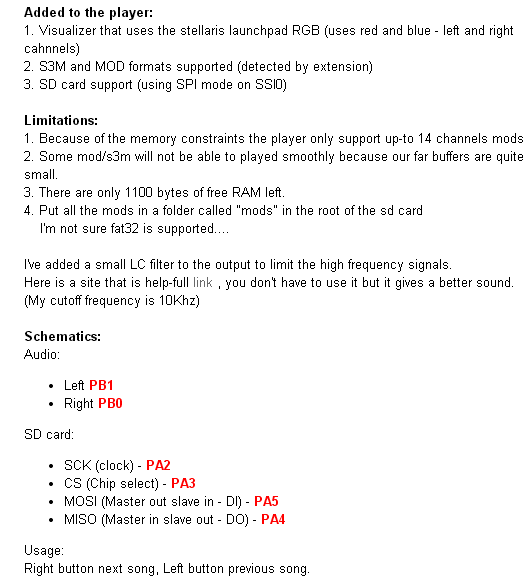 Added to the player:
1. Visualizer that uses the stellaris launchpad RGB (uses red and blue - left and right
cahnnels)
2. S3M and MOD formats supported (detected by extension)
3. SD card support (using SPI mode on SSI0)
Limitations:
1. Because of the memory constraints the player only support up-to 14 channels mods
2. Some mod/s3m will not be able to played smoothly because our far buffers are quite
small.
3. There are only 1100 bytes of free RAM left.
4. Put all the mods in a folder called "mods" in the root of the sd card
I'm not sure fat32 is supported....
I've added a small LC filter to the output to limit the high frequency signals.
Here is a site that is help-full link , you don't have to use it but it gives a better sound.
(My cutoff frequency is 10Khz)
Schematics:
Audio:
• Left PB1
• Right PB0
SD card:
• SCK (clock) - PA2
• CS (Chip select) - PA3
• MOSI (Master out slave in - DI) - PA5
• MISO (Master in slave out - DO) - PA4
Usage:
Right button next song, Left button previous song.